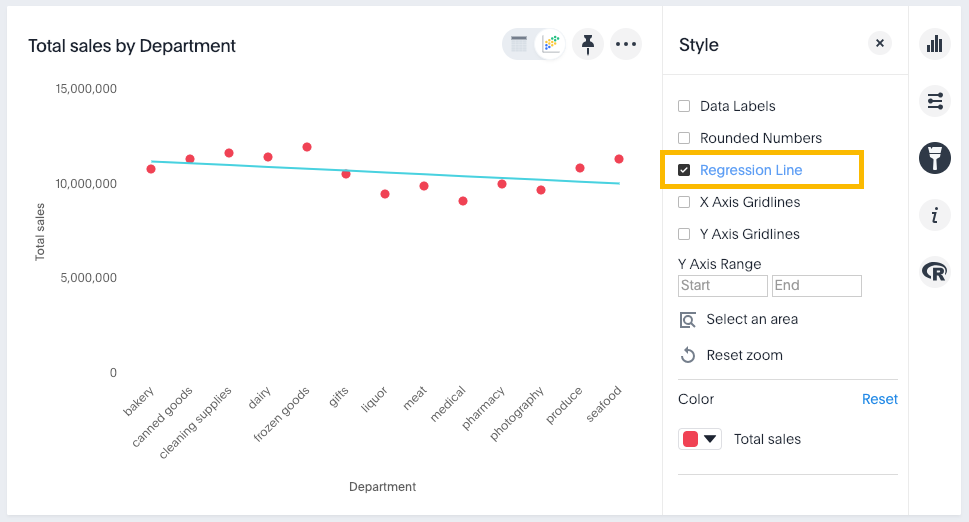 Total sales by Department
15,000,000
10,000,000
5,000,000
0
Total sales
bakery
canned goods
cleaning supplies
dairy
frozen goods
gifts
liquor
meat
medical
pharmacy
photography
produce
seafood
Department
Style
Data Labels
Rounded Numbers
Regression Line
X Axis Gridlines
Y Axis Gridlines
Y Axis Range
Start End
Select an area
Reset zoom
Color Reset
Total sales
i
R